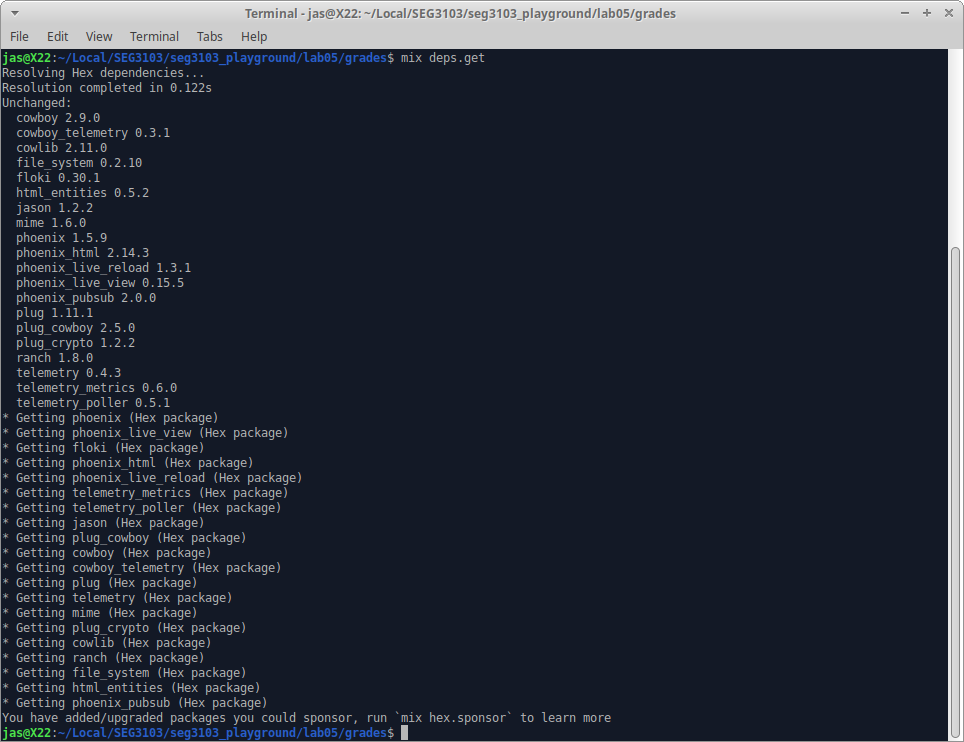 Terminal - jas@X22: ~/Local/SEG3103/seg3103_playground/lab05/grades
File Edit View Terminal Tabs Help
jas@X22:~/Local/SEG3103/seg3103_playground/lab05/grades$ mix deps.get
Resolving Hex dependencies...
Resolution completed in 0.122s
Unchanged:
  cowboy 2.9.0
  cowboy_telemetry 0.3.1
  cowlib 2.11.0
  file_system 0.2.10
  floki 0.30.1
  html_entities 0.5.2
  jason 1.2.2
  mime 1.6.0
  phoenix 1.5.9
  phoenix_html 2.14.3
  phoenix_live_reload 1.3.1
  phoenix_live_view 0.15.5
  phoenix_pubsub 2.0.0
  plug 1.11.1
  plug_cowboy 2.5.0
  plug_crypto 1.2.2
  ranch 1.8.0
  telemetry 0.4.3
  telemetry_metrics 0.6.0
  telemetry_poller 0.5.1
* Getting phoenix (Hex package)
* Getting phoenix_live_view (Hex package)
* Getting floki (Hex package)
* Getting phoenix_html (Hex package)
* Getting phoenix_live_reload (Hex package)
* Getting telemetry_metrics (Hex package)
* Getting telemetry_poller (Hex package)
* Getting jason (Hex package)
* Getting plug_cowboy (Hex package)
* Getting cowboy (Hex package)
* Getting cowboy_telemetry (Hex package)
* Getting plug (Hex package)
* Getting telemetry (Hex package)
* Getting mime (Hex package)
* Getting plug_crypto (Hex package)
* Getting cowlib (Hex package)
* Getting ranch (Hex package)
* Getting file_system (Hex package)
* Getting html_entities (Hex package)
* Getting phoenix_pubsub (Hex package)
You have added/upgraded packages you could sponsor, run `mix hex.sponsor` to learn more
jas@X22:~/Local/SEG3103/seg3103_playground/lab05/grades$